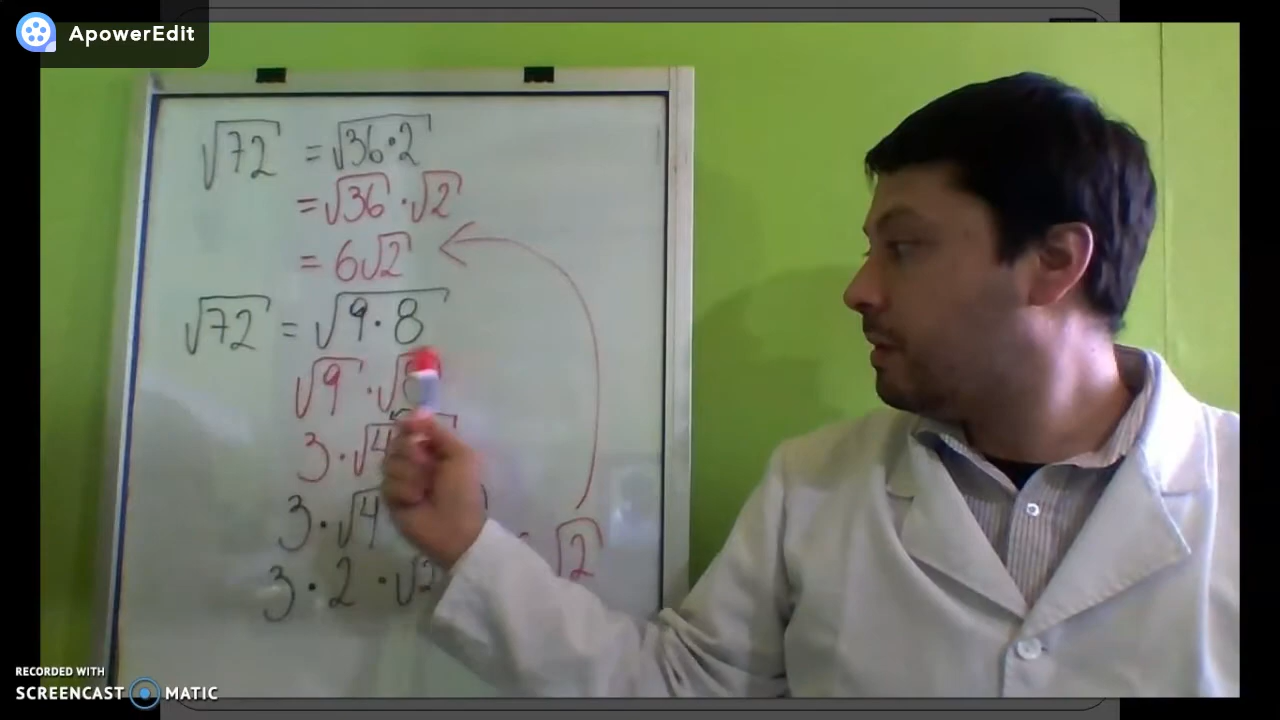 ApowerEdit
√72 = √36·2
= √36 · √2
= 6√2
√72 = √9·8
√9 · √8
3 · √4
3 · √4
3 · 2 · √2
√2
RECORDED WITH
SCREENCAST MATIC